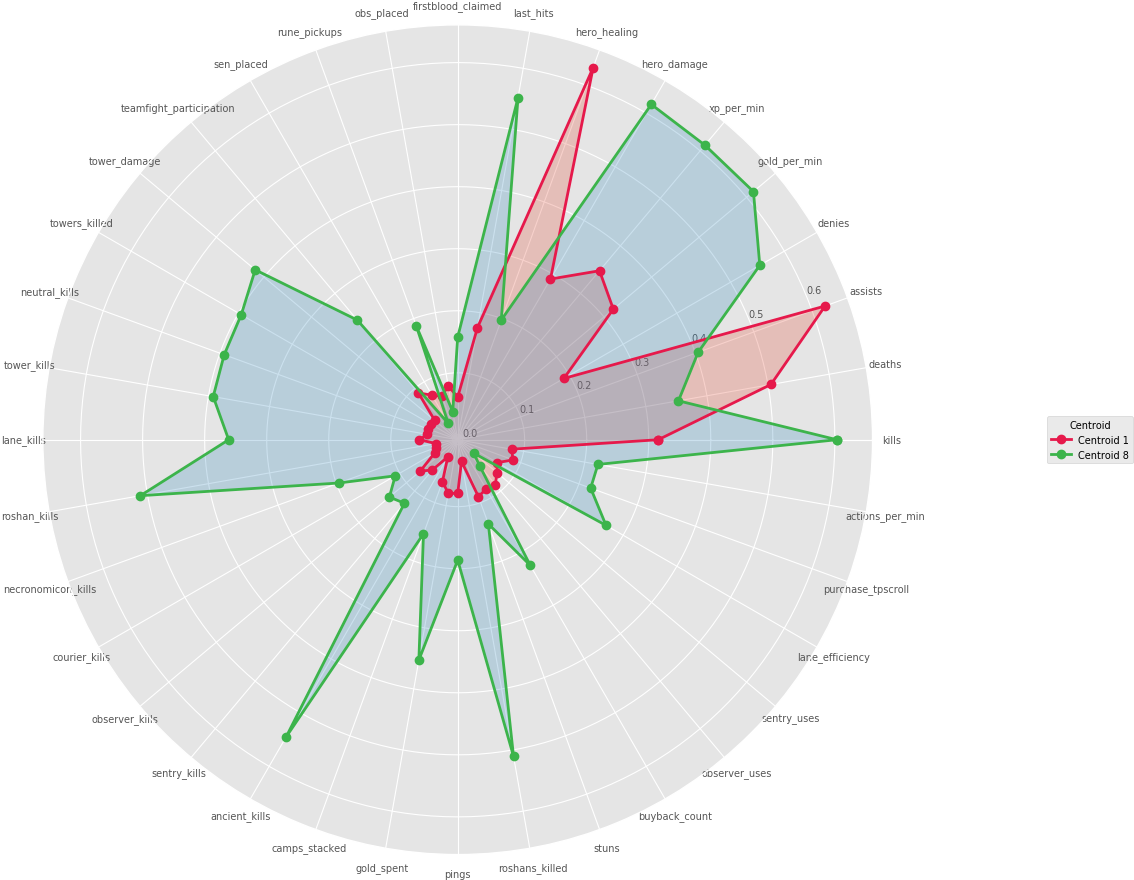 firstblood_claimed
obs_placed
last_hits
rune_pickups
hero_healing
sen_placed
hero_damage
teamfight_participation
xp_per_min
tower_damage
gold_per_min
towers_killed
denies
neutral_kills
assists
tower_kills
deaths
lane_kills
kills
roshan_kills
actions_per_min
necronomicon_kills
purchase_tpscroll
courier_kills
lane_efficiency
observer_kills
sentry_uses
sentry_kills
observer_uses
ancient_kills
buyback_count
camps_stacked
stuns
gold_spent
roshans_killed
pings
0.0
0.1
0.2
0.3
0.4
0.5
0.6
Centroid
Centroid 1
Centroid 8